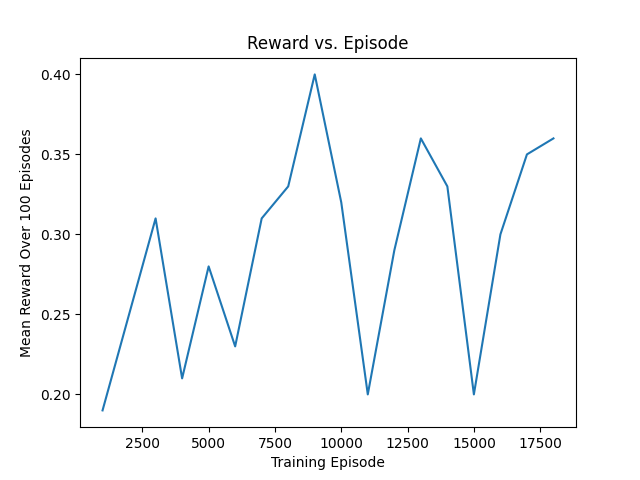 Reward vs. Episode
Mean Reward Over 100 Episodes
0.40
0.35
0.30
0.25
0.20
2500 5000 7500 10000 12500 15000 17500
Training Episode